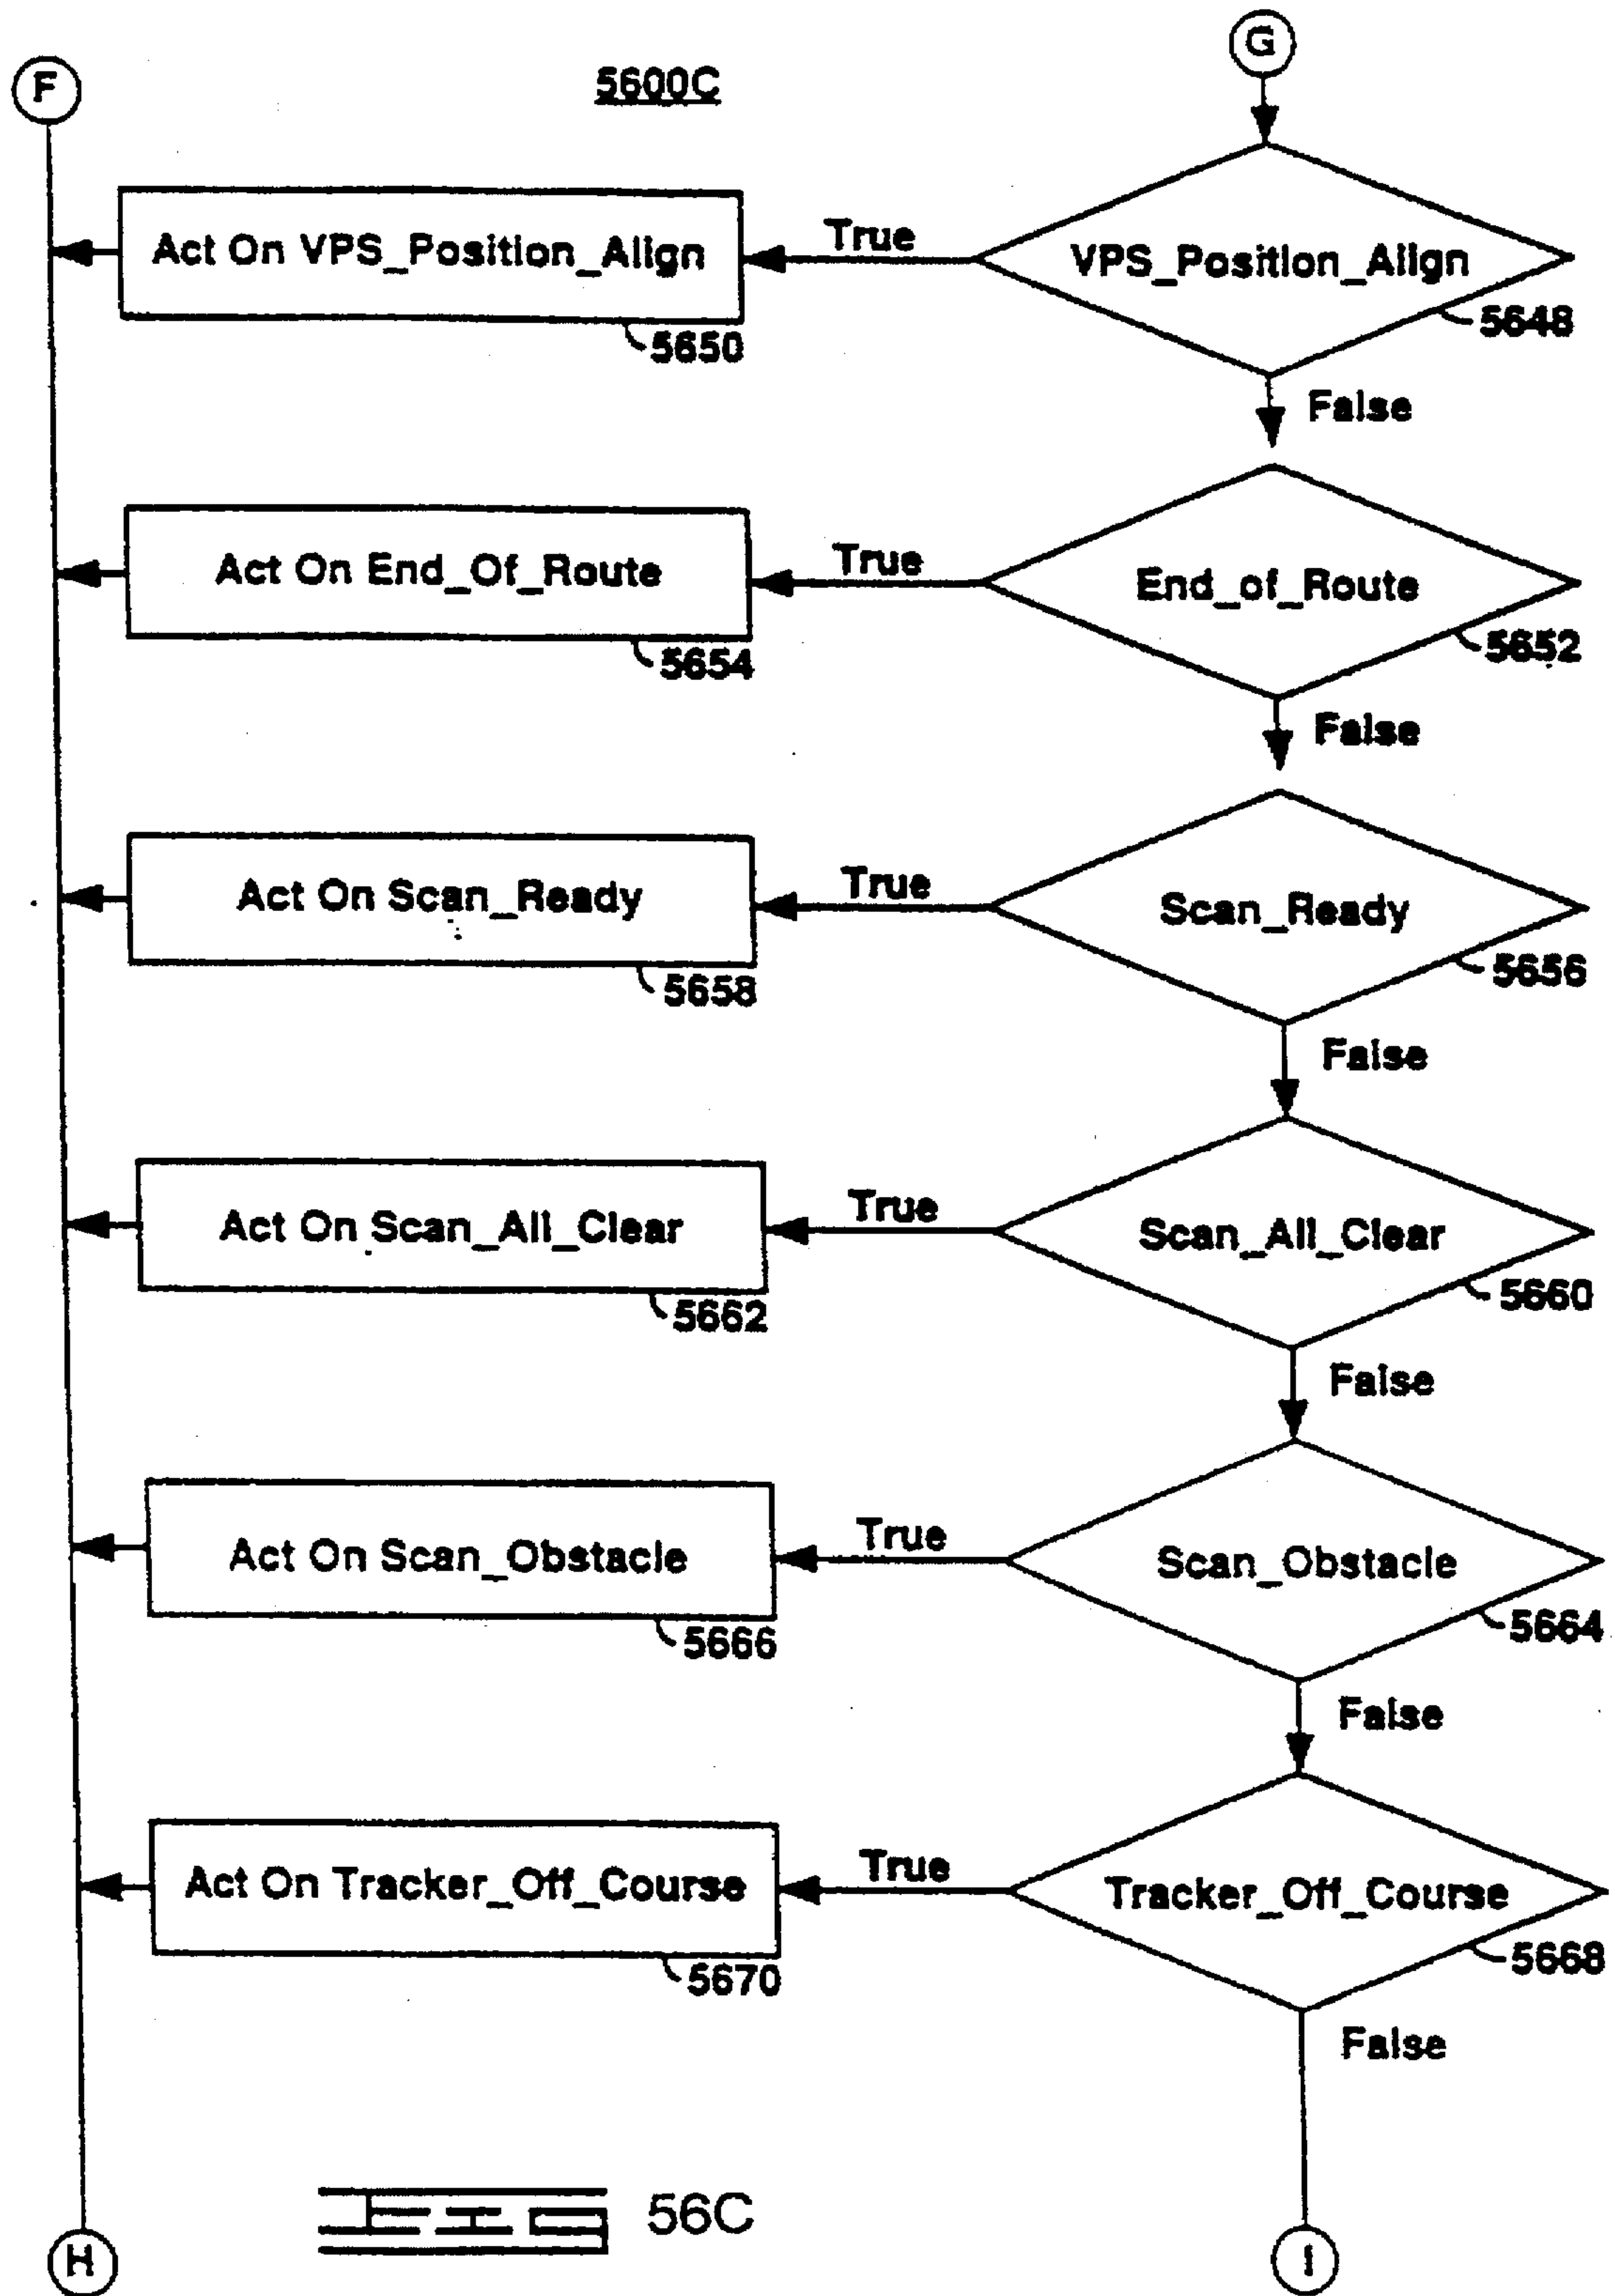 F
5600C
G
Act On VPS_Position_Align
True
VPS_Position_Align
5650
5648
False
Act On End_Of_Route
True
End_of_Route
5654
5652
False
Act On Scan_Ready
True
Scan_Ready
5658
5656
False
Act On Scan_All_Clear
True
Scan_All_Clear
5662
5660
False
Act On Scan_Obstacle
True
Scan_Obstacle
5666
5664
False
Act On Tracker_Off_Course
True
Tracker_Off_Course
5670
5668
False
FIG 56C
H
I